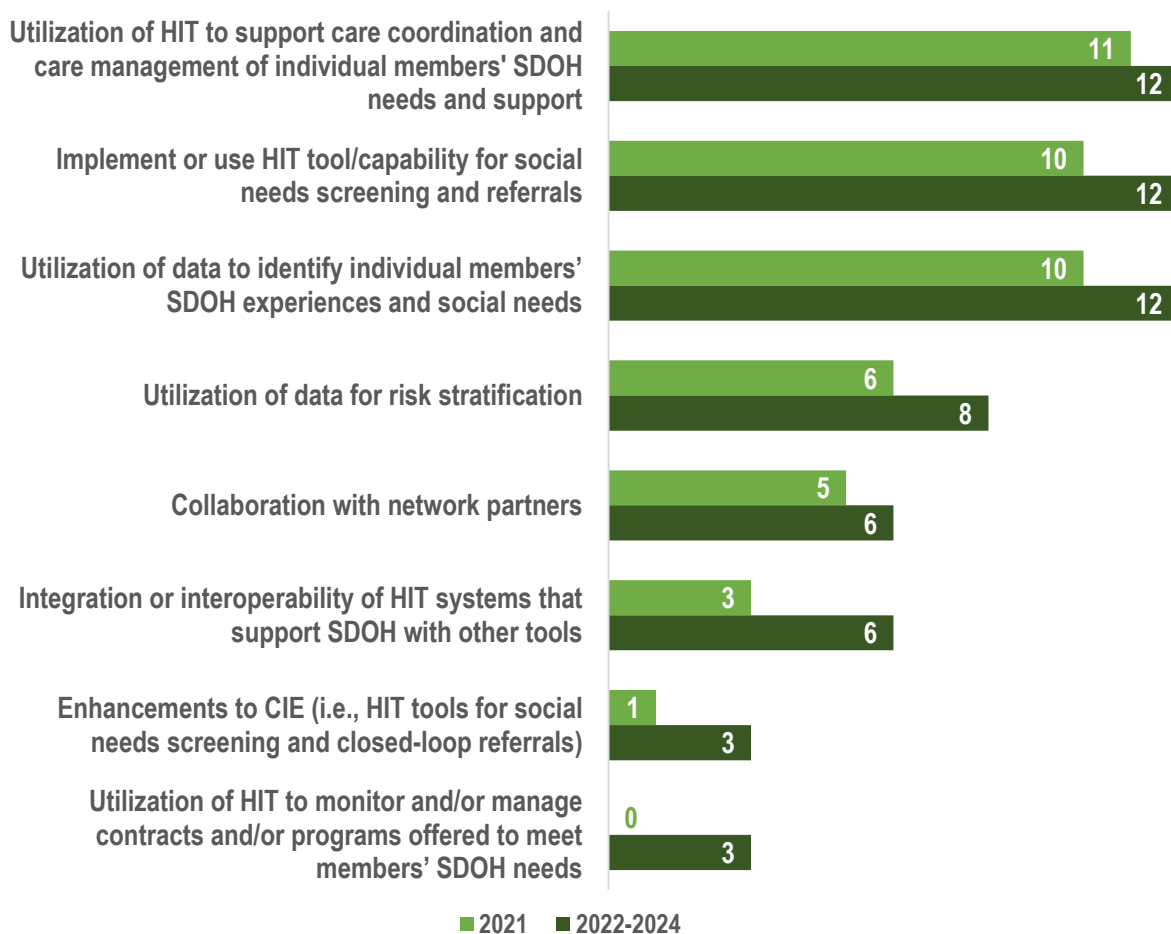 Utilization of HIT to support care coordination and
care management of individual members' SDOH
needs and support
11
12
Implement or use HIT tool/capability for social
needs screening and referrals
10
12
Utilization of data to identify individual members’
SDOH experiences and social needs
10
12
Utilization of data for risk stratification
6
8
Collaboration with network partners
5
6
Integration or interoperability of HIT systems that
support SDOH with other tools
3
6
Enhancements to CIE (i.e., HIT tools for social
needs screening and closed-loop referrals)
1
3
Utilization of HIT to monitor and/or manage
contracts and/or programs offered to meet
members’ SDOH needs
0
3
2021 2022-2024